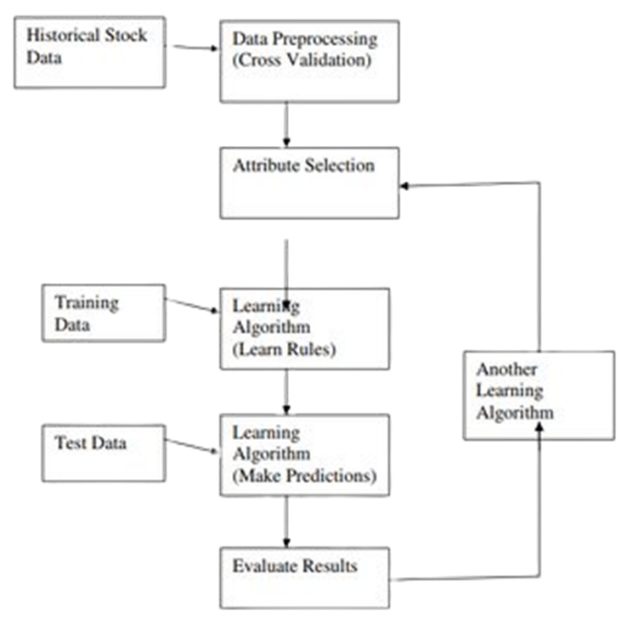 Historical Stock
Data
Data Preprocessing
(Cross Validation)
Attribute Selection
Training
Data
Learning
Algorithm
(Learn Rules)
Another
Learning
Algorithm
Test Data
Learning
Algorithm
(Make Predictions)
Evaluate Results